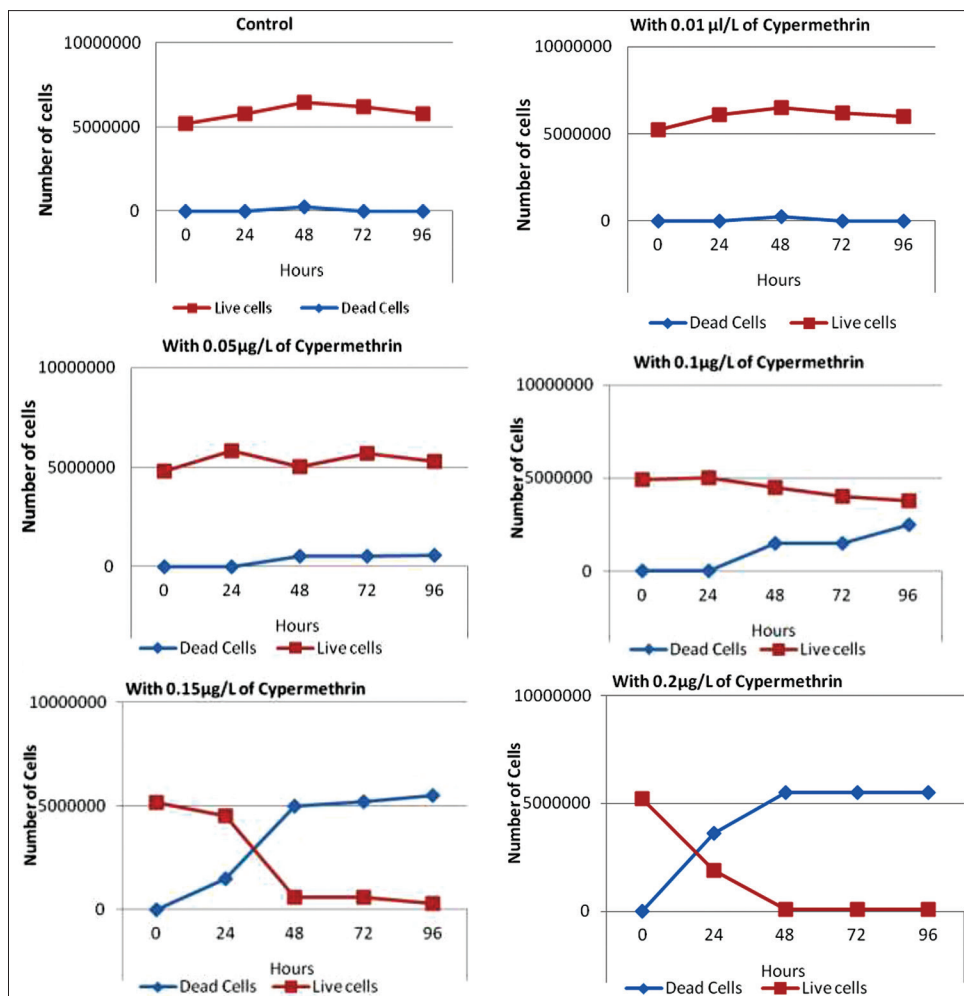 Control
10000000
5000000
0
Number of cells
0 24 48 72 96
Hours
Live cells Dead Cells
With 0.01 µl/L of Cypermethrin
10000000
5000000
0
Number of cells
0 24 48 72 96
Hours
Dead Cells Live cells
With 0.05µg/L of Cypermethrin
10000000
5000000
0
Number of cells
0 24 48 72 96
Hours
Dead Cells Live cells
With 0.1µg/L of Cypermethrin
10000000
5000000
0
Number of Cells
0 24 48 72 96
Hours
Dead Cells Live cells
With 0.15µg/L of Cypermethrin
10000000
5000000
0
Number of Cells
0 24 48 72 96
Hours
Dead Cells Live cells
With 0.2µg/L of Cypermethrin
10000000
5000000
0
Number of Cells
0 24 48 72 96
Hours
Dead Cells Live cells